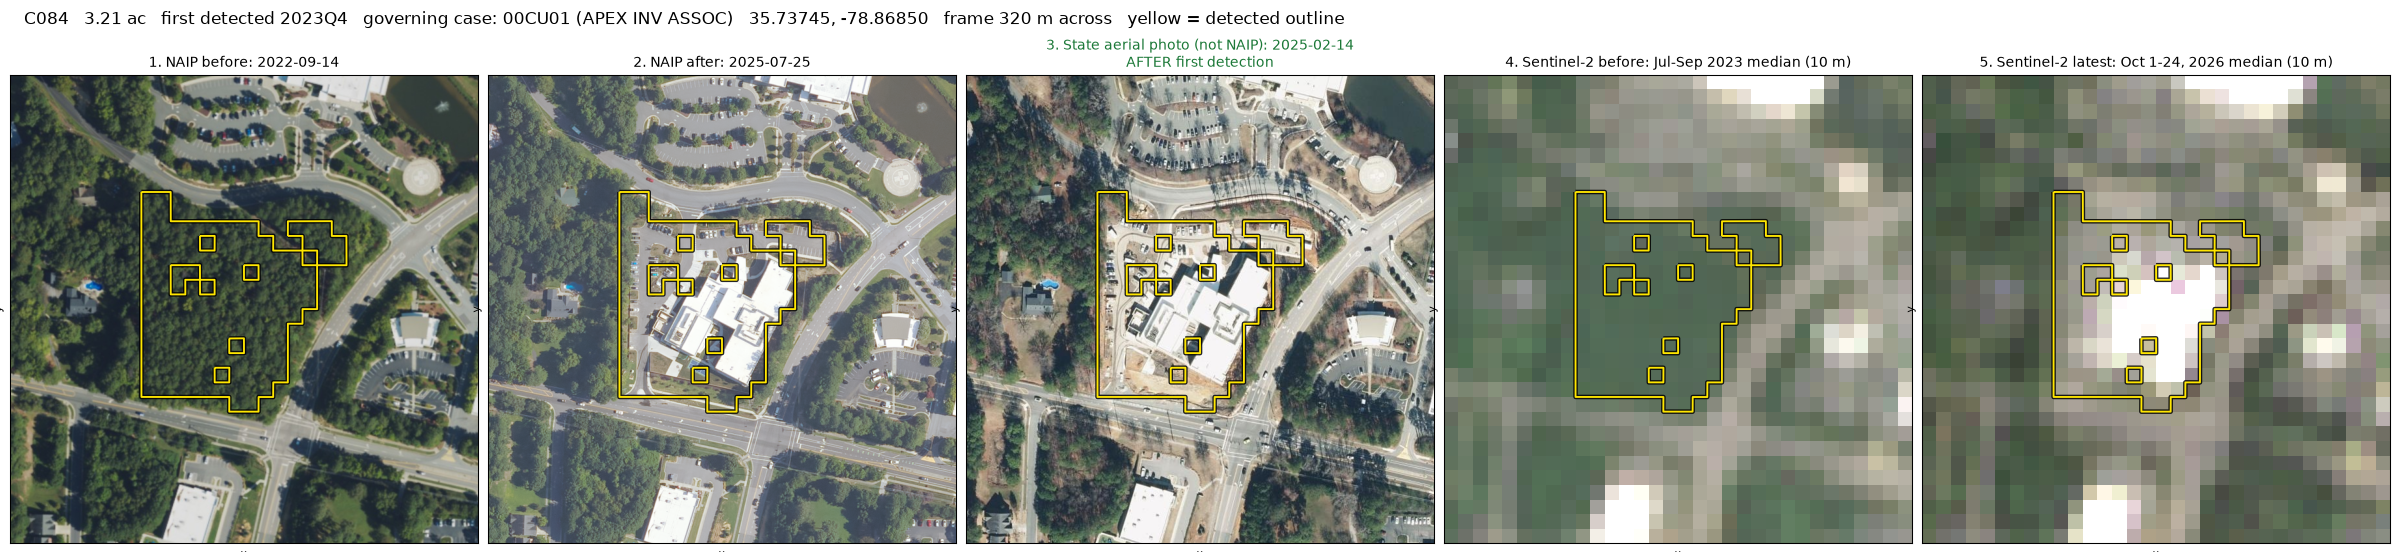 C084   3.21 ac   first detected 2023Q4   governing case: 00CU01 (APEX INV ASSOC)   35.73745, -78.86850   frame 320 m across   yellow = detected outline
1. NAIP before: 2022-09-14
2. NAIP after: 2025-07-25
3. State aerial photo (not NAIP): 2025-02-14
AFTER first detection
4. Sentinel-2 before: Jul-Sep 2023 median (10 m)
5. Sentinel-2 latest: Oct 1-24, 2026 median (10 m)